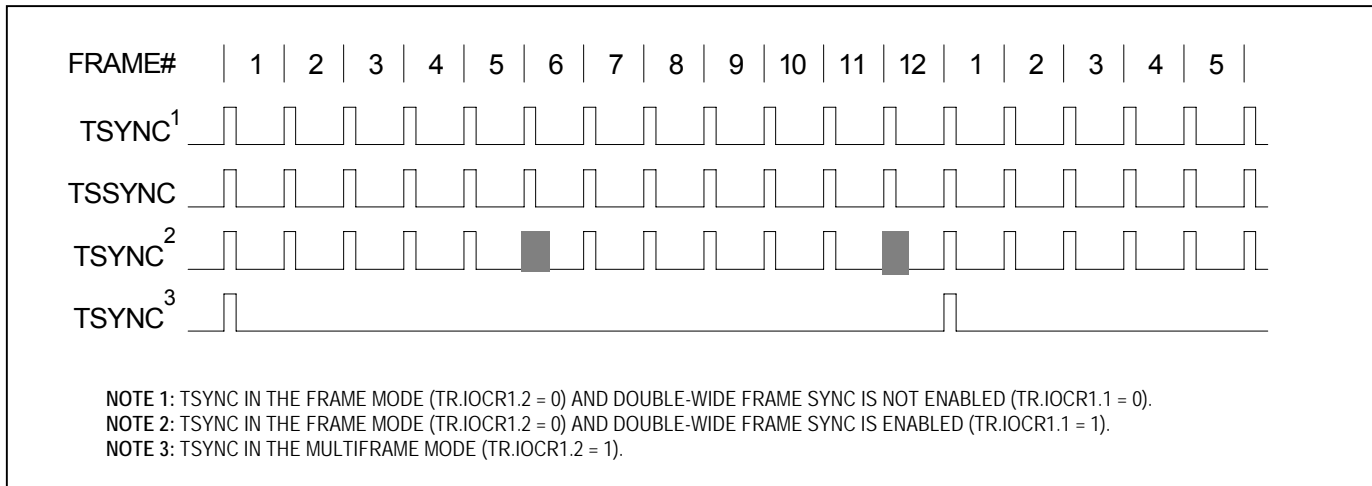 FRAME# 1 2 3 4 5 6 7 8 9 10 11 12 1 2 3 4 5
TSYNC1
TSSYNC
TSYNC2
TSYNC3
NOTE 1: TSYNC IN THE FRAME MODE (TR.IOCR1.2 = 0) AND DOUBLE-WIDE FRAME SYNC IS NOT ENABLED (TR.IOCR1.1 = 0).
NOTE 2: TSYNC IN THE FRAME MODE (TR.IOCR1.2 = 0) AND DOUBLE-WIDE FRAME SYNC IS ENABLED (TR.IOCR1.1 = 1).
NOTE 3: TSYNC IN THE MULTIFRAME MODE (TR.IOCR1.2 = 1).